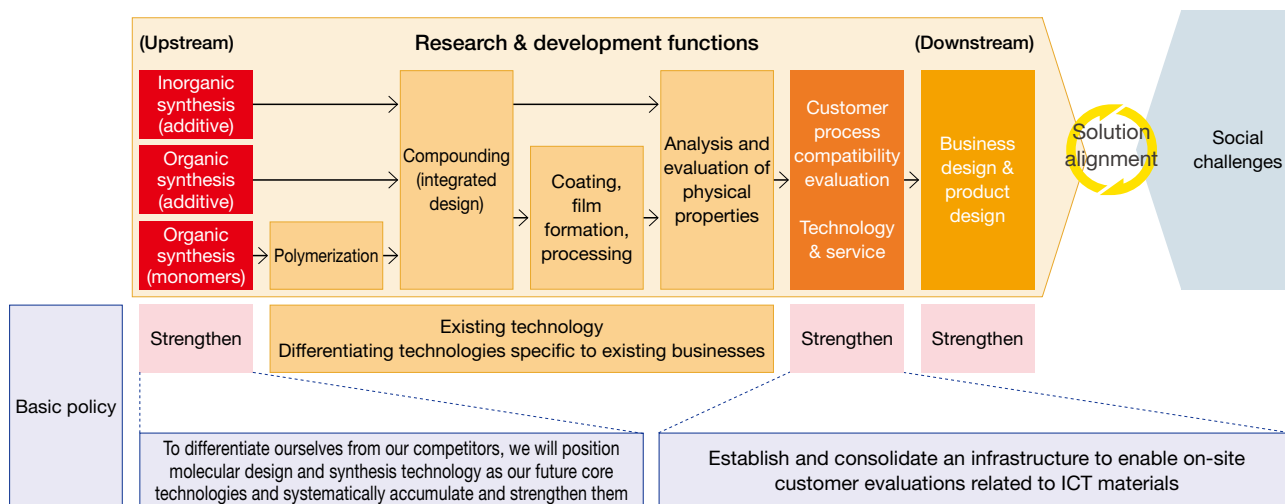 (Upstream)
Research & development functions
(Downstream)
Inorganic
synthesis
(additive)
Organic
synthesis
(additive)
Organic
synthesis
(monomers)
Polymerization
Compounding
(integrated
design)
Coating,
film
formation,
processing
Analysis and
evaluation of
physical
properties
Customer
process
compatibility
evaluation
Technology
& service
Business
design &
product
design
Solution
alignment
Social
challenges
Strengthen
Existing technology
Differentiating technologies specific to existing businesses
Strengthen
Strengthen
Basic policy
To differentiate ourselves from our competitors, we will position
molecular design and synthesis technology as our future core
technologies and systematically accumulate and strengthen them
Establish and consolidate an infrastructure to enable on-site
customer evaluations related to ICT materials